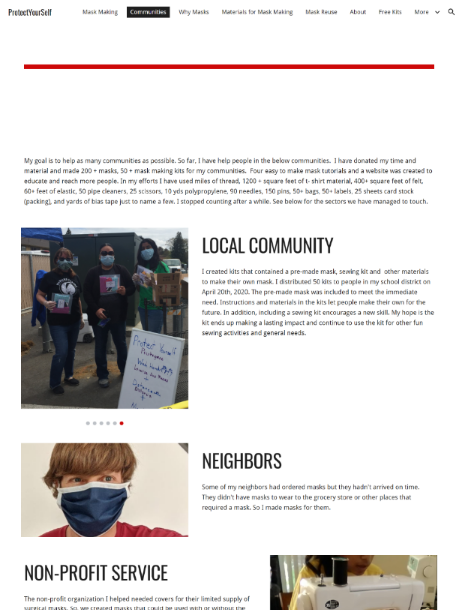 ProtectYourSelf
Mask Making Communities Why Masks Materials for Mask Making Mask Reuse About Free Kits More
My goal is to help as many communities as possible. So far, I have help people in the below communities. I have donated my time and
material and made 200 + masks, 50 + mask making kits for my communities. Four easy to make mask tutorials and a website was created to
educate and reach more people. In my efforts I have used miles of thread, 1200 + square feet of t- shirt material, 400+ square feet of felt,
60+ feet of elastic, 50 pipe cleaners, 25 scissors, 10 yds polypropylene, 90 needles, 150 pins, 50+ bags, 50+ labels, 25 sheets card stock
(packing), and yards of bias tape just to name a few. I stopped counting after a while. See below for the sectors we have managed to touch.
LOCAL COMMUNITY
I created kits that contained a pre-made mask, sewing kit and other materials
to make their own mask. I distributed 50 kits to people in my school district on
April 20th, 2020. The pre-made mask was included to meet the immediate
need. Instructions and materials in the kits let people make their own for the
future. In addition, including a sewing kit encourages a new skill. My hope is the
kit ends up making a lasting impact and continue to use the kit for other fun
sewing activities and general needs.
Protect Yourself
NEIGHBORS
Some of my neighbors had ordered masks but they hadn't arrived on time.
They didn't have masks to wear to the grocery store or other places that
required a mask. So I made masks for them.
NON-PROFIT SERVICE
The non-profit organization I helped needed covers for their limited supply of
surgical masks. So, we created masks that could be used with or without the